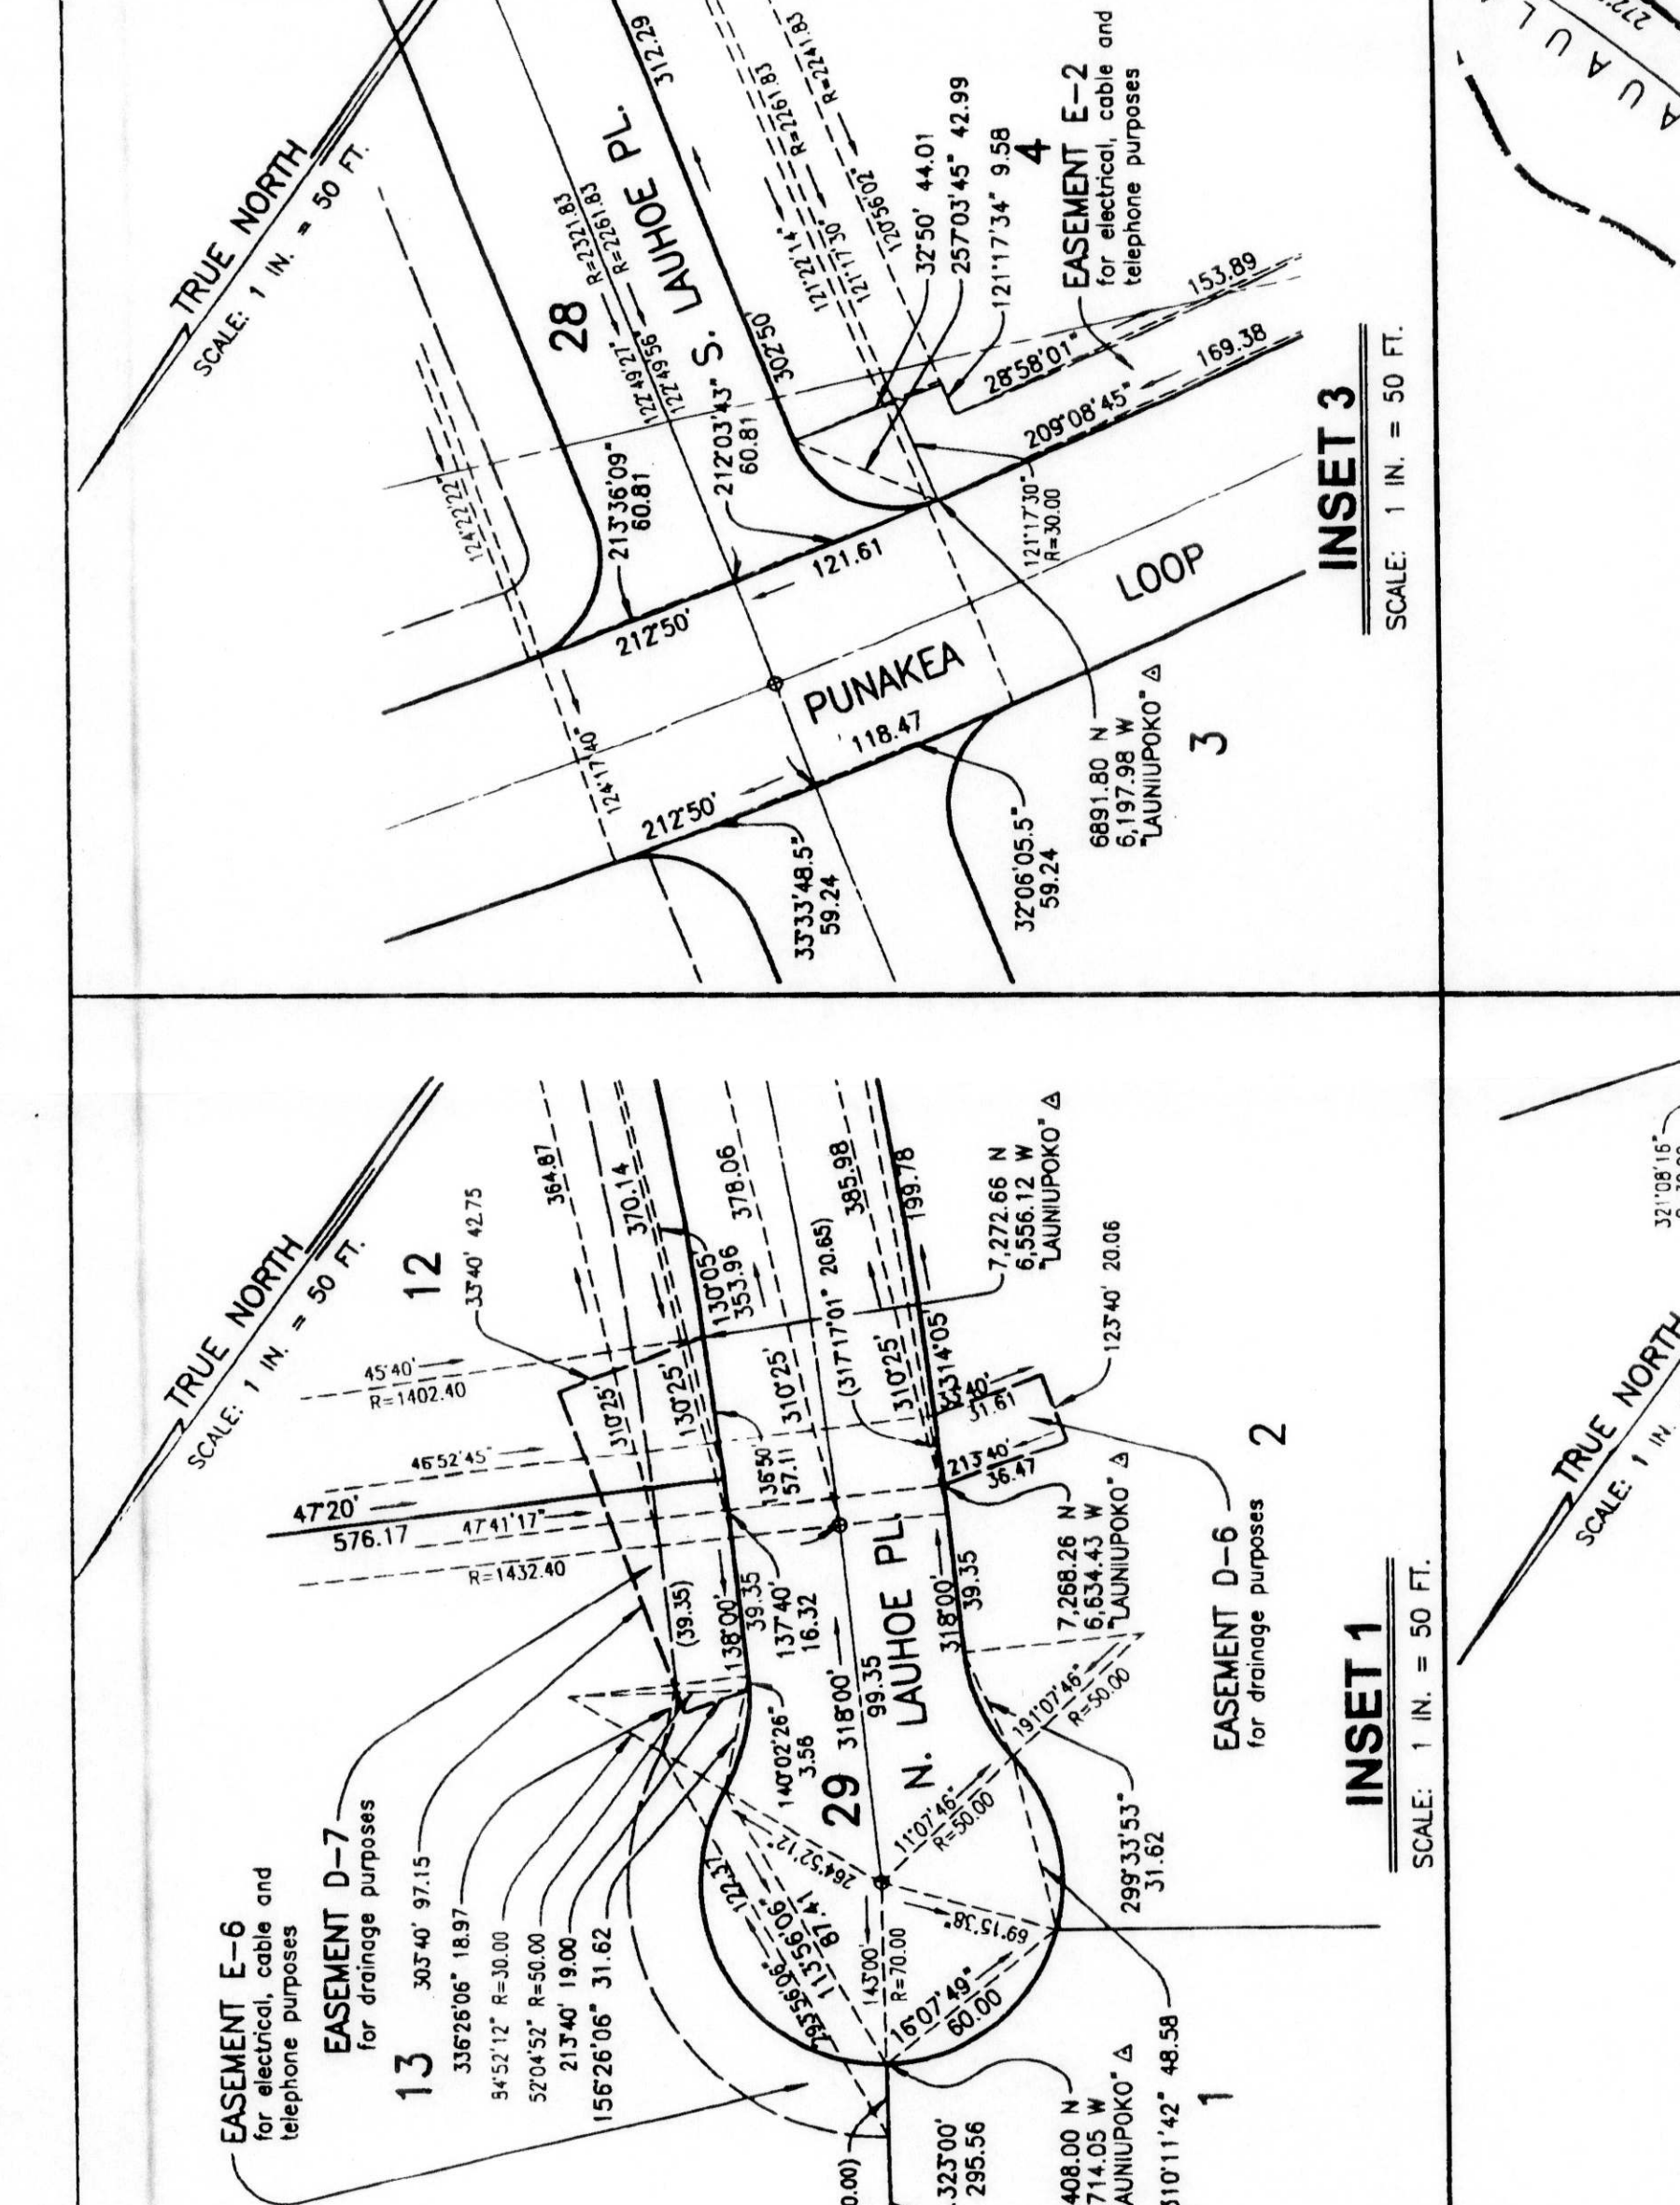 TRUE NORTH
SCALE: 1 IN. = 50 FT.
28
S. LAUHOE PL.
312.29
R=2321.83
R=2261.83
R=2261.83
R=2241.83
122°49'27"
122°49'56"
302°50'
121°22'14"
121°17'30"
120°56'02"
32°50' 44.01
257°03'45" 42.99
121°17'34" 9.58
4
EASEMENT E-2
for electrical, cable and
telephone purposes
153.89
28°58'01"
169.38
209°08'45"
124°22'22"
213°36'09"
60.81
212°03'43"
60.81
212°50'
121.61
121°17'30"
R=30.00
PUNAKEA
LOOP
124°17'40"
212°50'
118.47
33°33'48.5"
59.24
32°06'05.5"
59.24
6891.80 N
6,197.98 W
"LAUNIUPOKO"
3
INSET 3
SCALE: 1 IN. = 50 FT.
TRUE NORTH
SCALE: 1 IN. = 50 FT.
12
33°40' 42.75
364.87
370.14
378.06
385.98
199.78
45°40'
R=1402.40
46°52'45"
47°20'
576.17
47°41'17"
R=1432.40
310°25'
130°25'
130°05'
353.96
310°25'
(317°17'01" 20.65)
310°25'
314°05'
7,272.66 N
6,556.12 W
"LAUNIUPOKO"
123°40' 20.06
31.61
36.47
136°50'
57.11
(39.35)
138°00'
39.35
137°40'
16.32
318°00'
39.35
7,268.26 N
6,634.43 W
"LAUNIUPOKO"
2
EASEMENT D-6
for drainage purposes
N. LAUHOE PL.
29
318°00'
99.35
140°02'26"
3.56
EASEMENT E-6
for electrical, cable and
telephone purposes
EASEMENT D-7
for drainage purposes
13
303°40' 97.15
336°26'06" 18.97
84°52'12" R=30.00
52°04'52" R=50.00
213°40' 19.00
156°26'06" 31.62
122.37
113°56'06"
87.41
264°52'12"
11°07'46"
R=50.00
191°07'46"
R=50.00
299°33'53"
31.62
69°15'38"
143°00'
R=70.00
16°07'49"
60.00
323°00'
295.56
408.00 N
714.05 W
AUNIUPOKO"
310°11'42" 48.58
1
INSET 1
SCALE: 1 IN. = 50 FT.
TRUE NORTH
SCALE: 1 IN.
321°08'16"